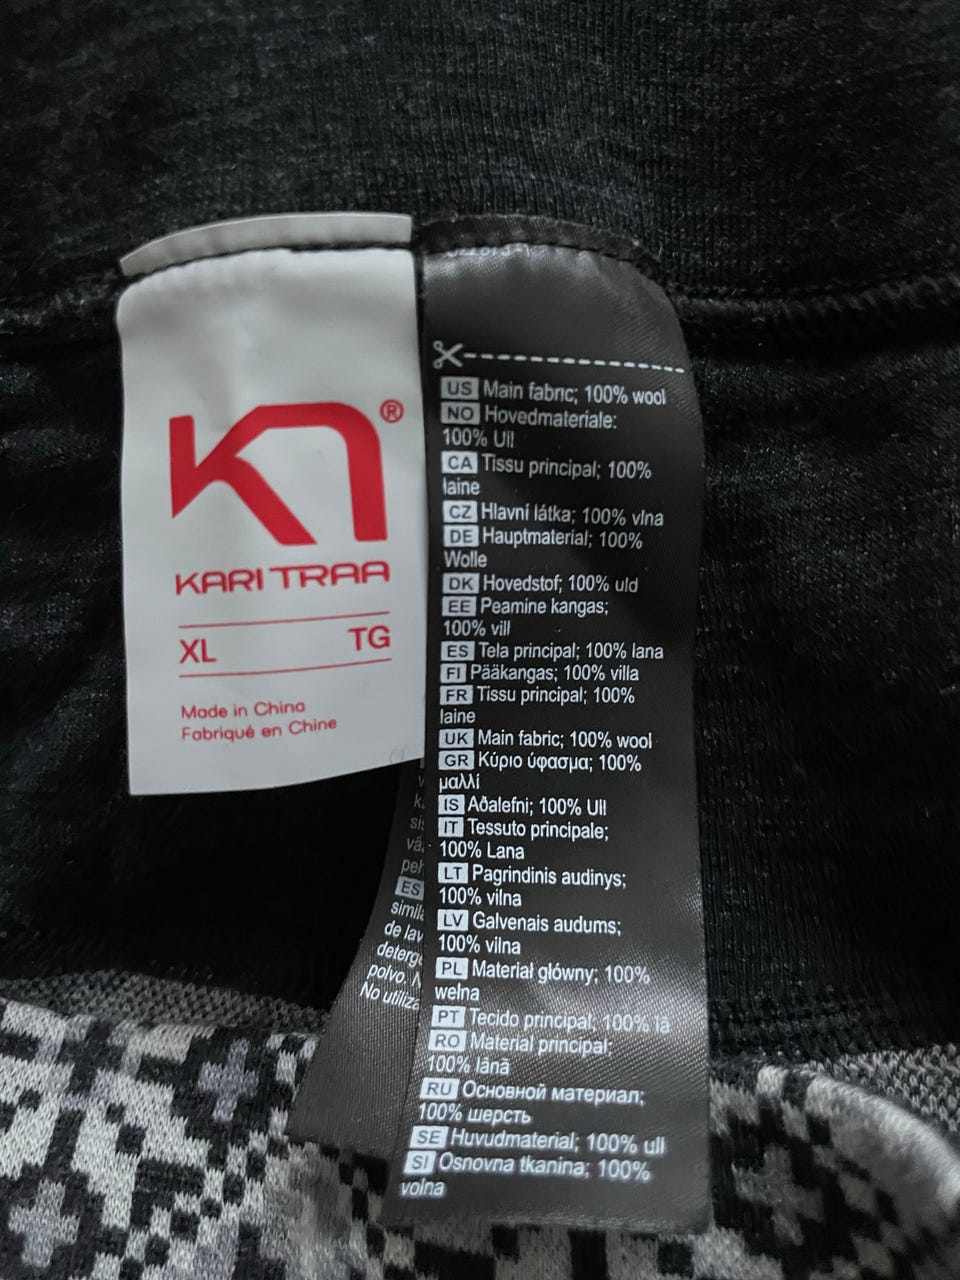 KARI TRAA
XL TG
Made in China
Fabriqué en Chine
US Main fabric; 100% wool
NO Hovedmateriale:
100% Ull
CA Tissu principal; 100%
laine
CZ Hlavní látka; 100% vlna
DE Hauptmaterial; 100%
Wolle
DK Hovedstof; 100% uld
EE Peamine kangas;
100% vill
ES Tela principal; 100% lana
FI Pääkangas; 100% villa
FR Tissu principal; 100%
laine
UK Main fabric; 100% wool
GR Κύριο ύφασμα; 100%
μαλλί
IS Aðalefni; 100% Ull
IT Tessuto principale;
100% Lana
LT Pagrindinis audinys;
100% vilna
LV Galvenais audums;
100% vilna
PL Materiał główny; 100%
wełna
PT Tecido principal; 100% lã
RO Material principal;
100% lână
RU Основной материал;
100% шерсть
SE Huvudmaterial; 100% ull
SI Osnovna tkanina; 100%
volna
ES
de
polvo.
No